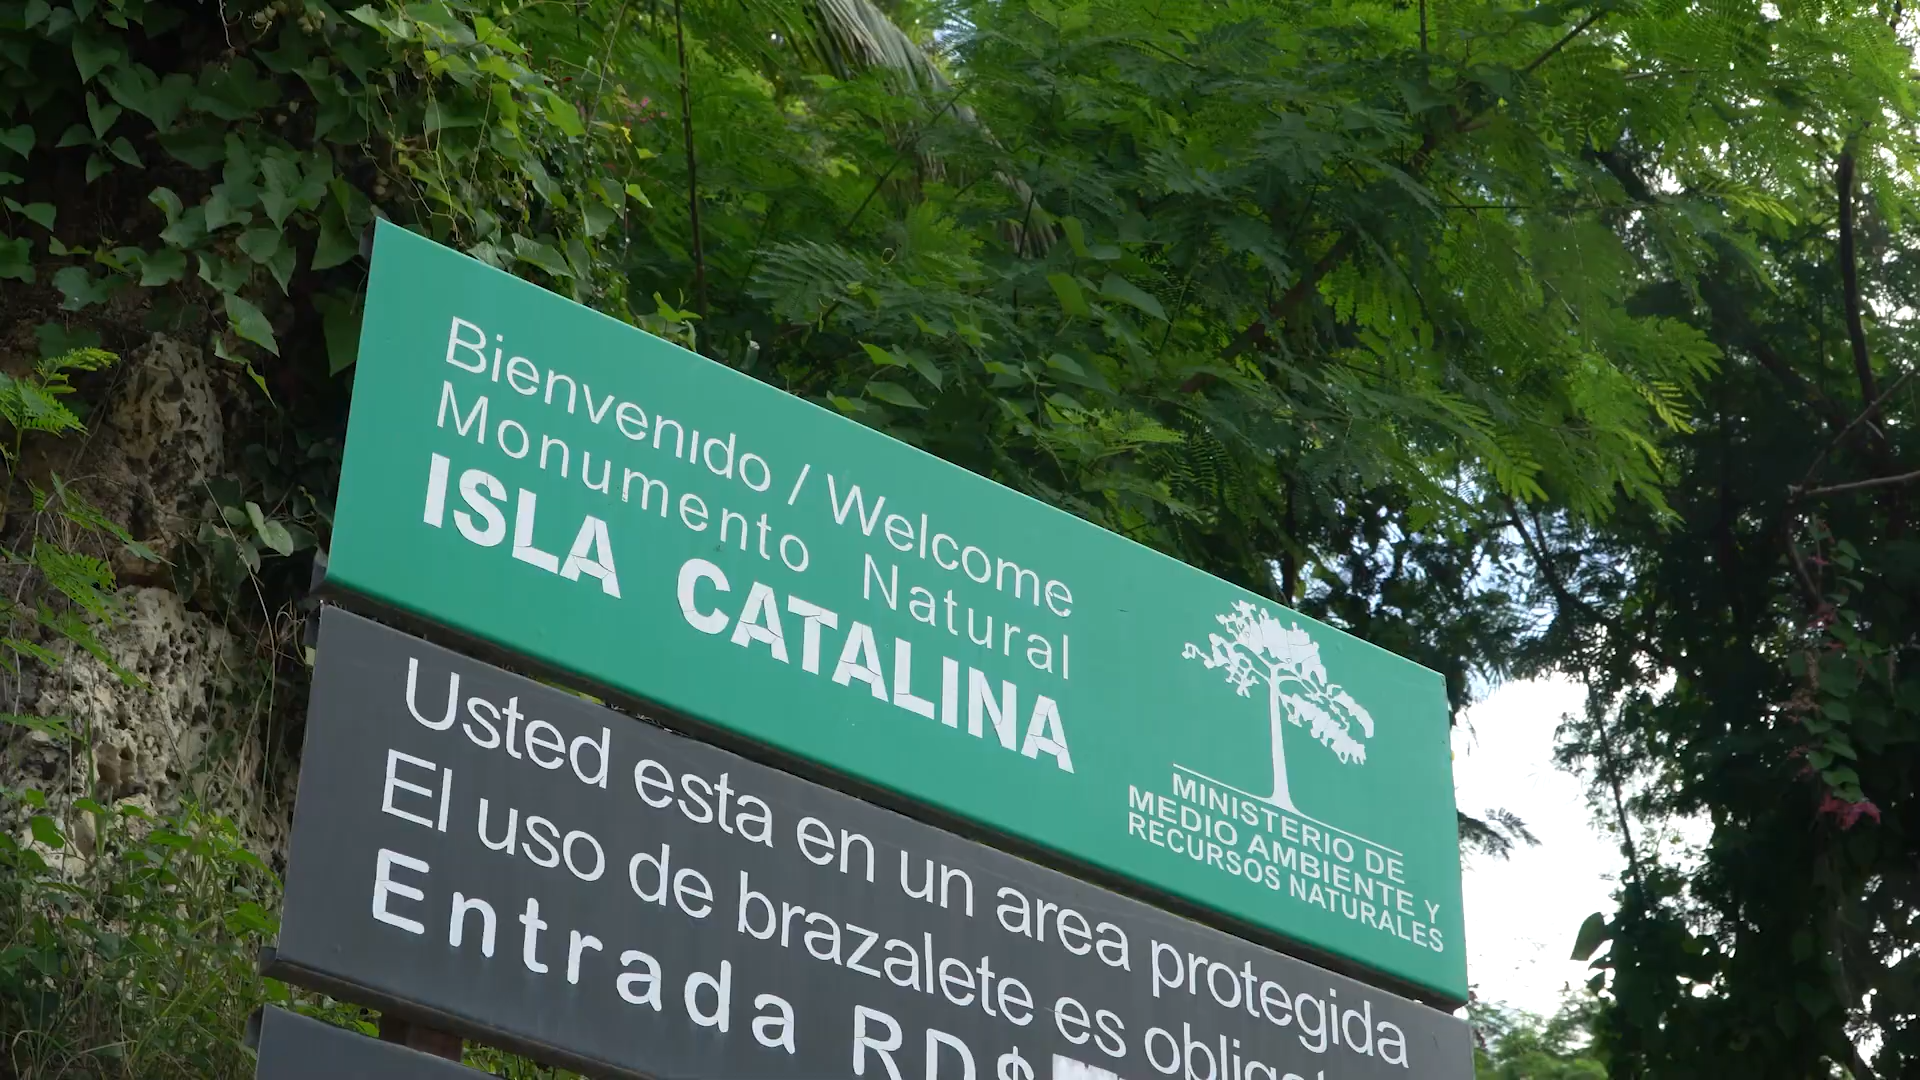 Bienvenido / Welcome
Monumento Natural
ISLA CATALINA
MINISTERIO DE
MEDIO AMBIENTE Y
RECURSOS NATURALES
Usted esta en un area protegida
El uso de brazalete es
Entrada RD$